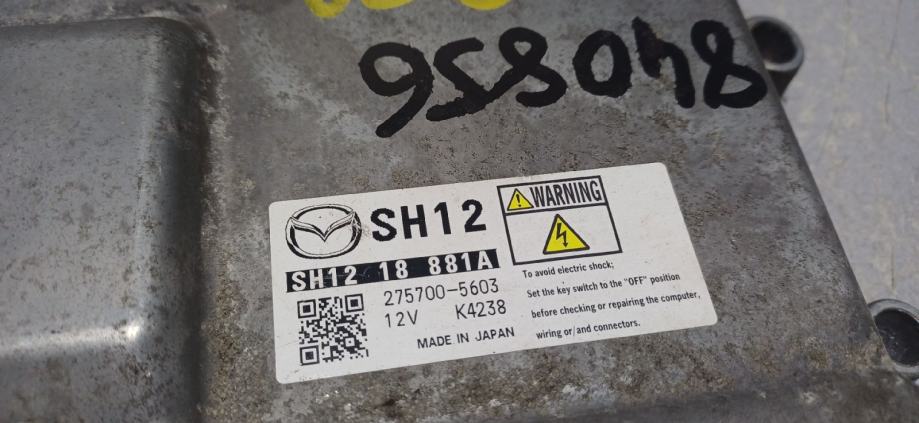 840856
SH12
WARNING
SH12 18 881A
275700-5603
12V K4238
MADE IN JAPAN
To avoid electric shock;
Set the key switch to the "OFF" position
before checking or repairing the computer,
wiring or/and connectors.